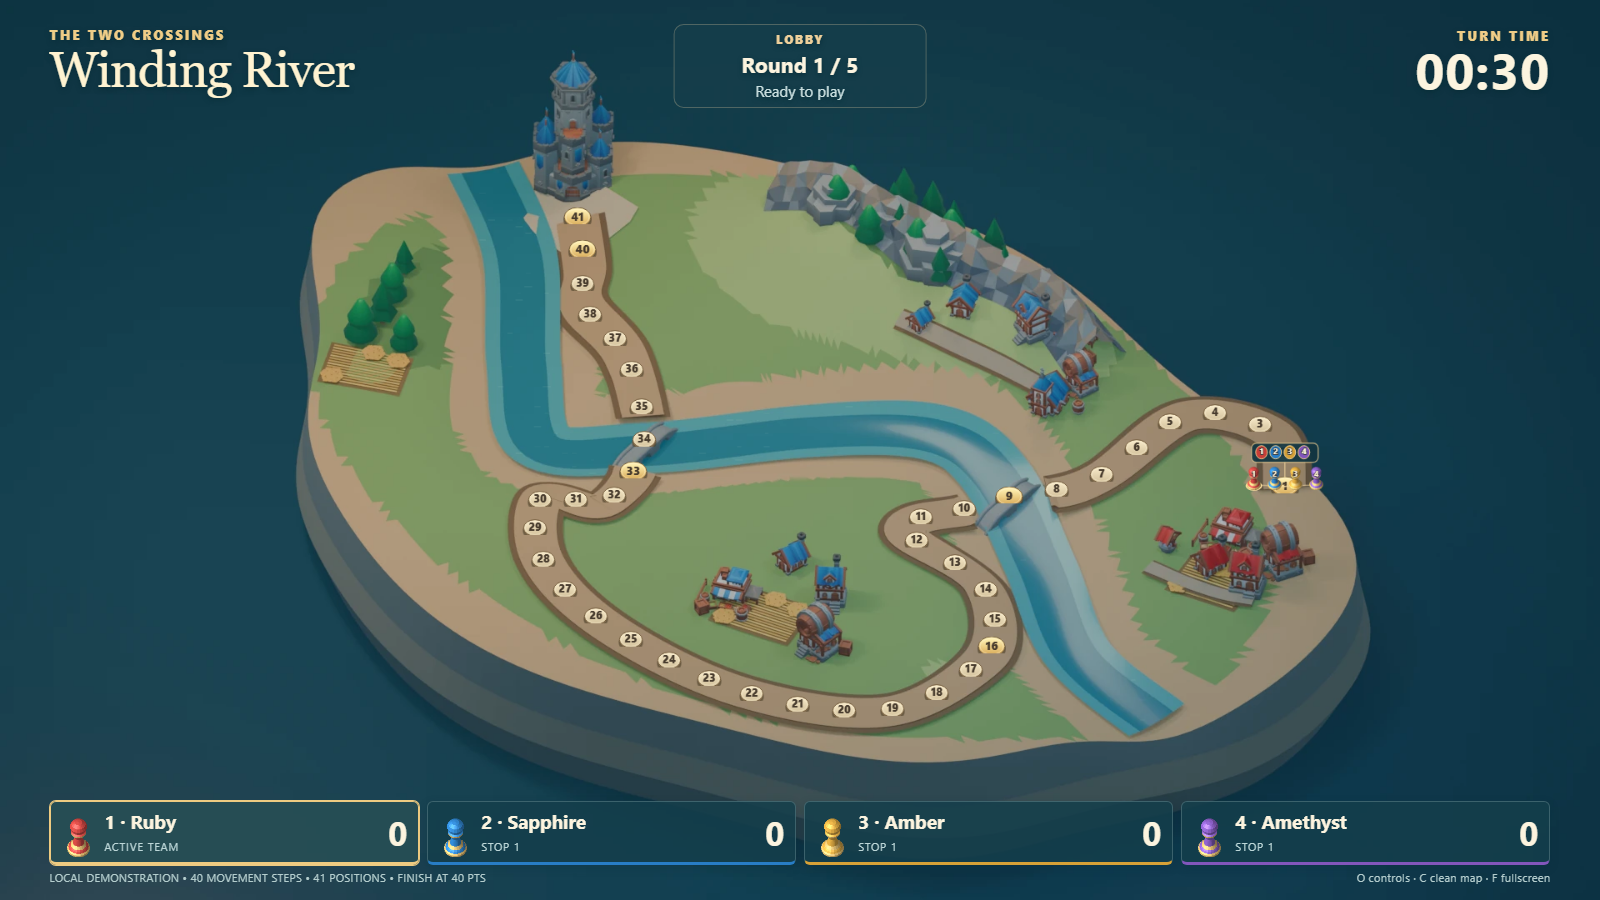 THE TWO CROSSINGS
Winding River
LOBBY
Round 1 / 5
Ready to play
TURN TIME
00:30
41
40
39
38
37
36
35
34
33
32
31
30
29
28
27
26
25
24
23
22
21
20
19
18
17
16
15
14
13
12
11
10
9
8
7
6
5
4
3
1 2 3 4
1 2 3 4
1 · Ruby
ACTIVE TEAM
0
2 · Sapphire
STOP 1
0
3 · Amber
STOP 1
0
4 · Amethyst
STOP 1
0
LOCAL DEMONSTRATION • 40 MOVEMENT STEPS • 41 POSITIONS • FINISH AT 40 PTS
O controls · C clean map · F fullscreen